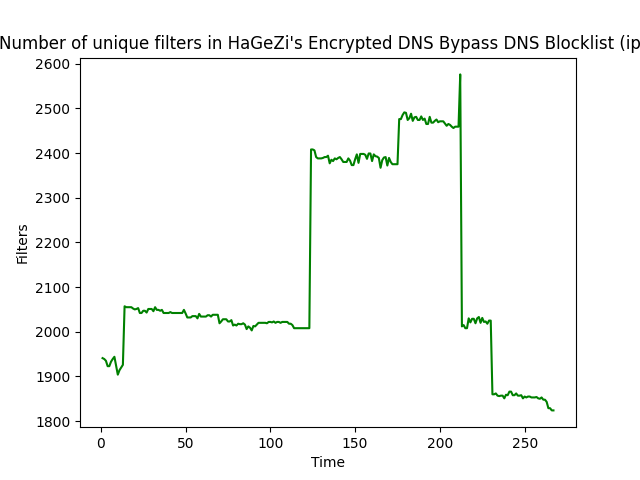 Number of unique filters in HaGeZi's Encrypted DNS Bypass DNS Blocklist (ip
2600
2500
2400
2300
2200
2100
2000
1900
1800
Filters
0 50 100 150 200 250
Time